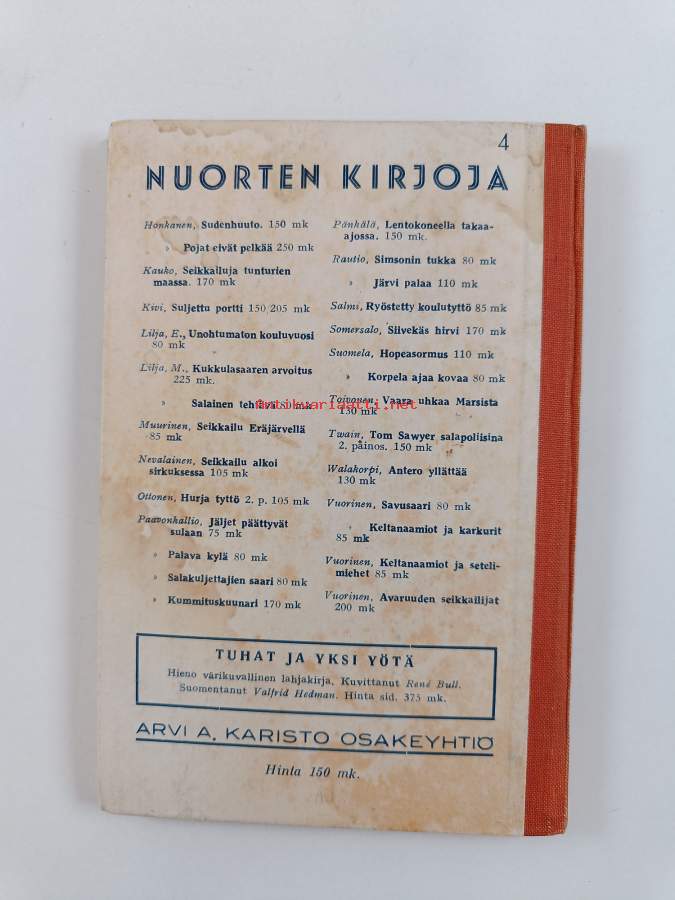 4
NUORTEN KIRJOJA
Honkanen, Sudenhuuto. 150 mk
» Pojat eivät pelkää 250 mk
Kauko, Seikkailuja tunturien
maassa. 170 mk
Kivi, Suljettu portti 150, 205 mk
Lilja, E., Unohtumaton kouluvuosi
80 mk
Lilja, M., Kukkulasaaren arvoitus
225 mk.
» Salainen mk
Muurinen, Seikkailu Eräjärvellä
85 mk
Nevalainen, Seikkailu alkoi
sirkuksessa 105 mk
Ottonen, Hurja tyttö 2. p. 105 mk
Paavonkallio, Jäljet päättyvät
sulaan 75 mk
» Palava kylä 80 mk
» Salakuljettajien saari 80 mk
» Kummituskuunari 170 mk
Pänhälä, Lentokoneella takaa-
ajossa. 150 mk.
Rautio, Simsonin tukka 80 mk
» Järvi palaa 110 mk
Salmi, Ryöstetty koulutyttö 85 mk
Somersalo, Siivekäs hirvi 170 mk
Suomela, Hopeasormus 110 mk
» Korpela ajaa kovaa 80 mk
Toivonen, Vaara uhkaa Marsista
130 mk
Twain, Tom Sawyer salapoliisina
2. painos. 150 mk
Walakorpi, Antero yllättää
130 mk
Vuorinen, Savusaari 80 mk
» Keltanaamiot ja karkurit
85 mk
Vuorinen, Keltanaamiot ja seteli-
miehet 85 mk
Vuorinen, Avaruuden seikkailijat
200 mk
antikvariaatti.net
TUHAT JA YKSI YÖTÄ
Hieno värikuvallinen lahjakirja. Kuvittanut René Bull.
Suomentanut Valfrid Hedman. Hinta sid. 375 mk.
ARVI A. KARISTO OSAKEYHTIÖ
Hinta 150 mk.